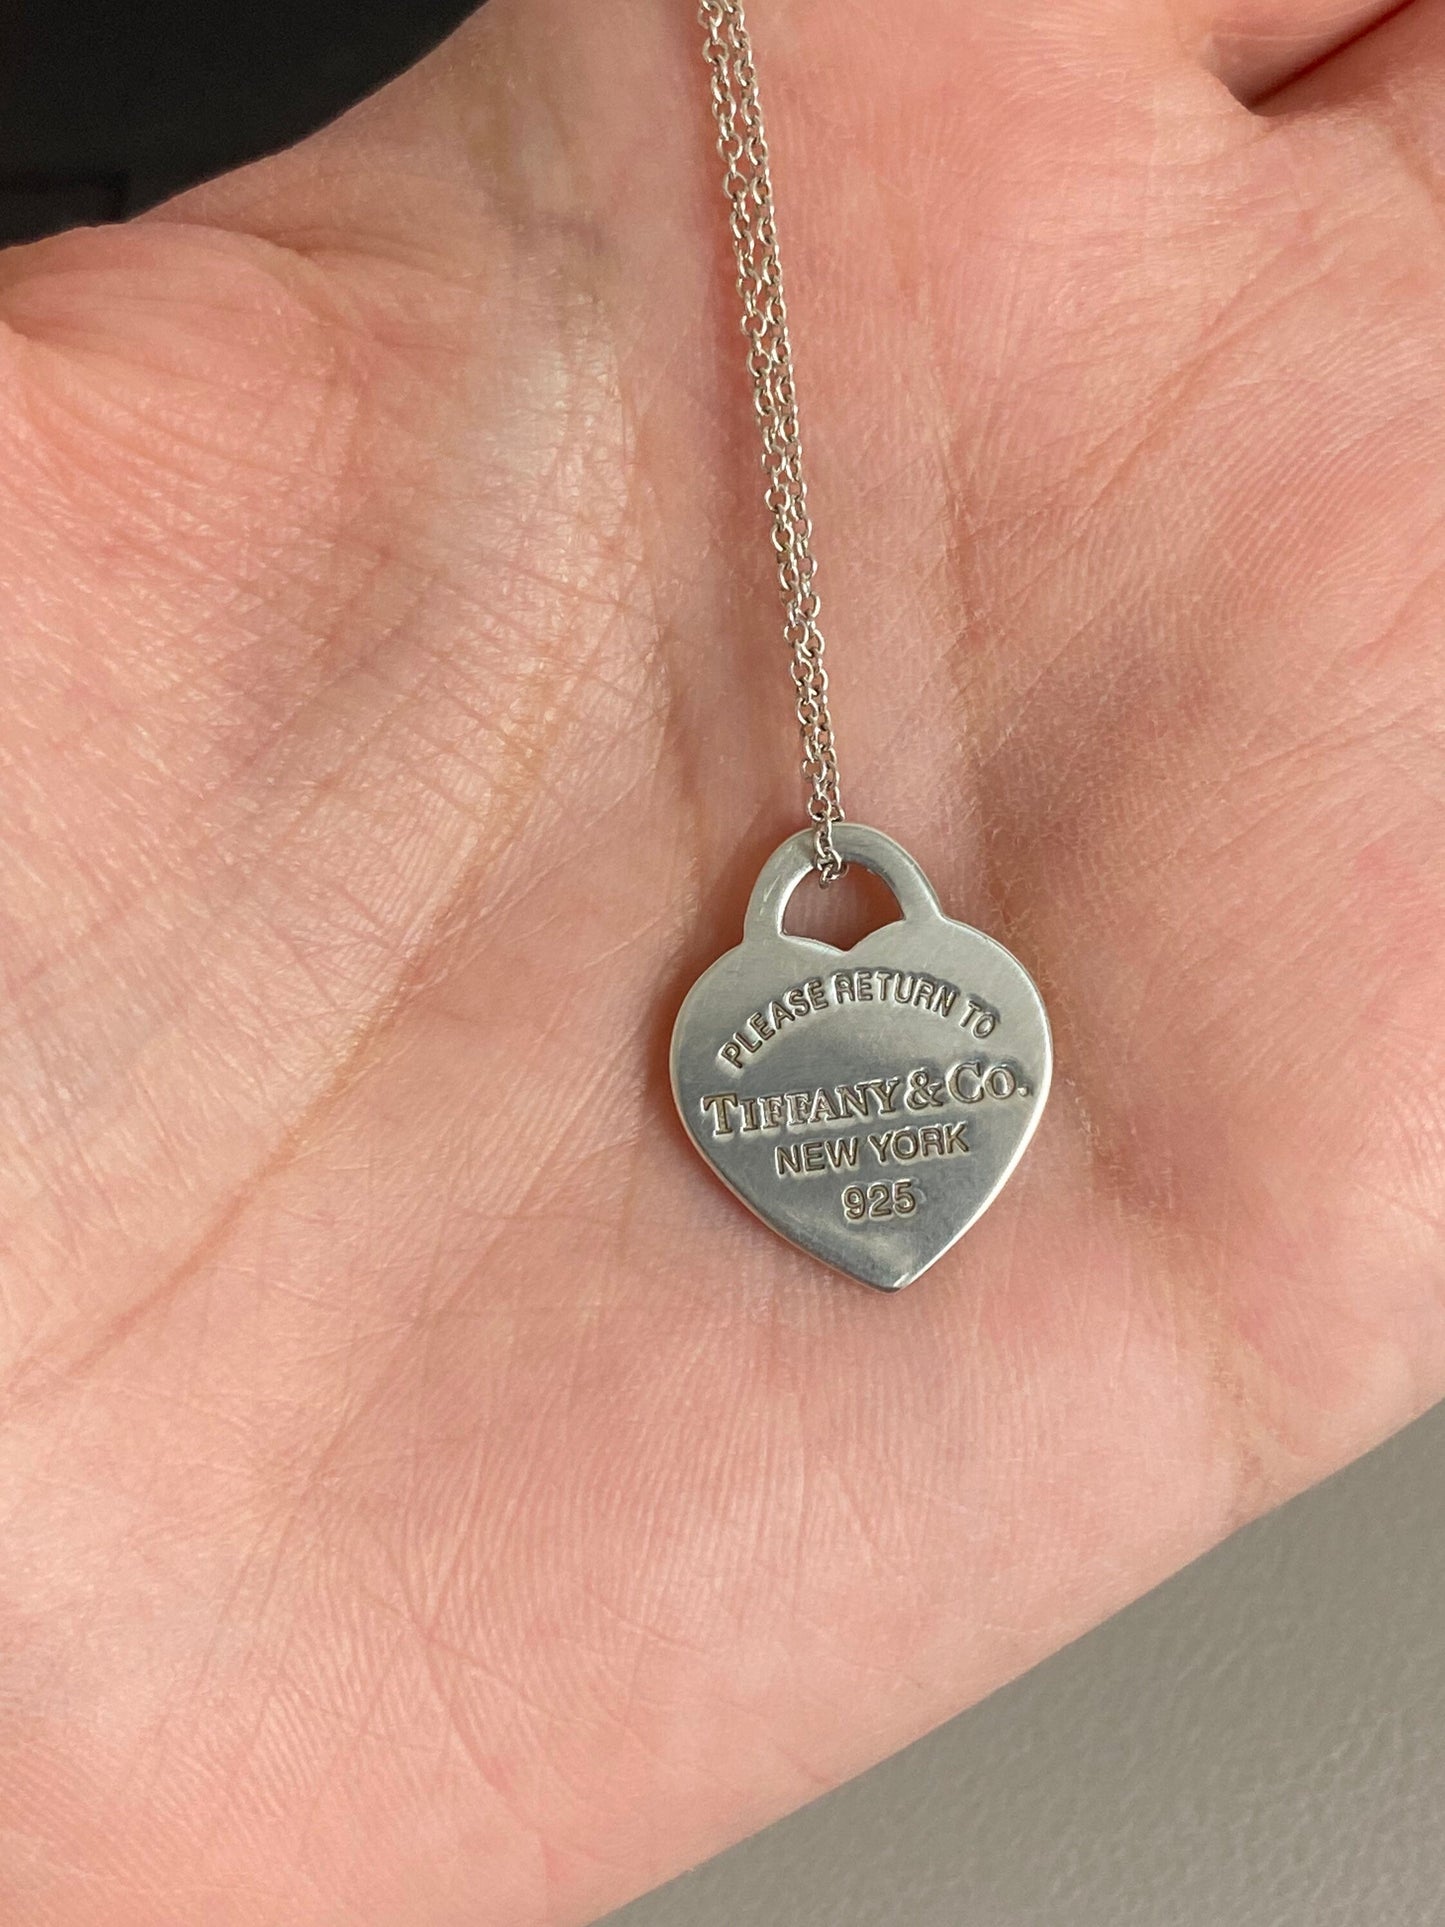 PLEASE RETURN TO
TIFFANY & CO.
NEW YORK
925